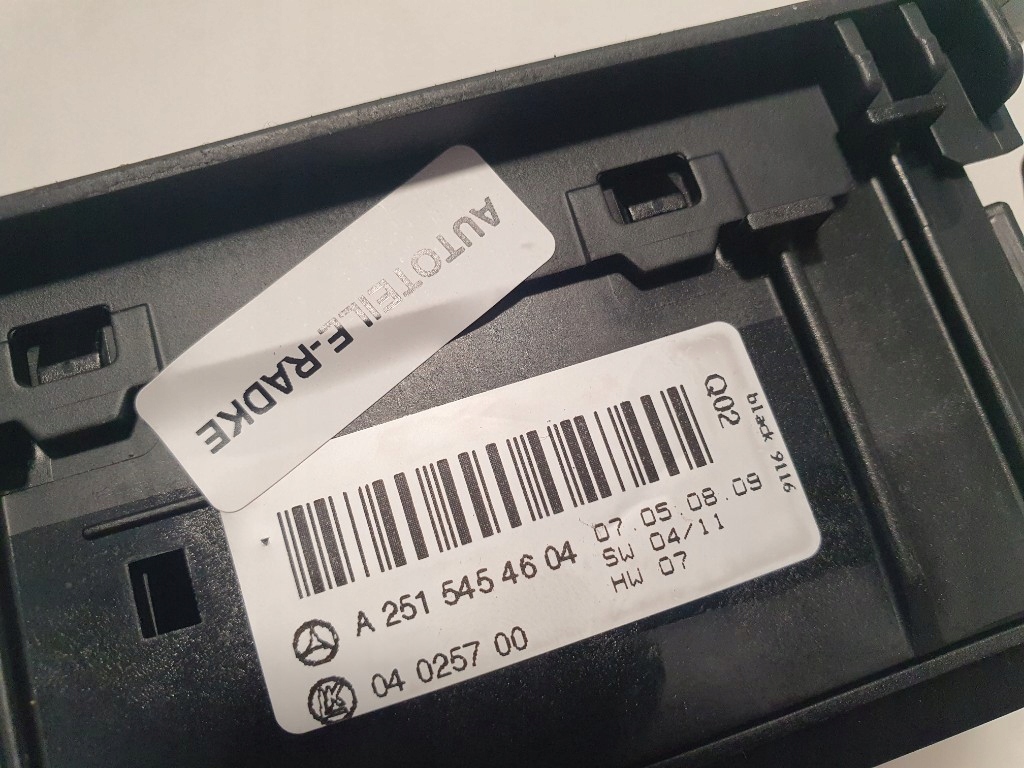 AUTOTEILE-RADKE
Q02
black 9116
A 251 545 46 04
07.05.08.09
SW 04/11
HW 07
K
04 0257 00